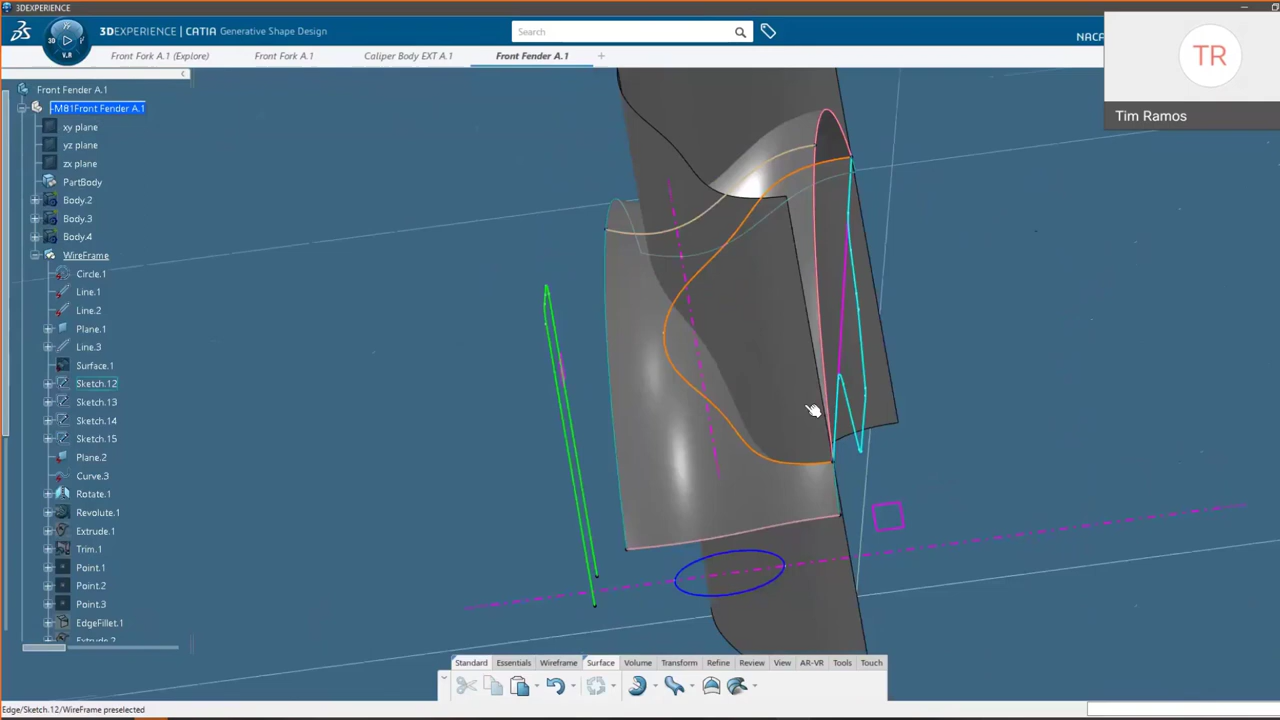 3DEXPERIENCE
3DEXPERIENCE | CATIA Generative Shape Design
Search
NACA
3D
V.R
TR
Tim Ramos
Front Fork A.1 (Explore)
Front Fork A.1
Caliper Body EXT A.1
Front Fender A.1
Front Fender A.1
-M81Front Fender A.1
xy plane
yz plane
zx plane
PartBody
Body.2
Body.3
Body.4
WireFrame
Circle.1
Line.1
Line.2
Plane.1
Line.3
Surface.1
Sketch.12
Sketch.13
Sketch.14
Sketch.15
Plane.2
Curve.3
Rotate.1
Revolute.1
Extrude.1
Trim.1
Point.1
Point.2
Point.3
EdgeFillet.1
Extrude.2
Standard Essentials Wireframe Surface Volume Transform Refine Review View AR-VR Tools Touch
Edge/Sketch.12/WireFrame preselected